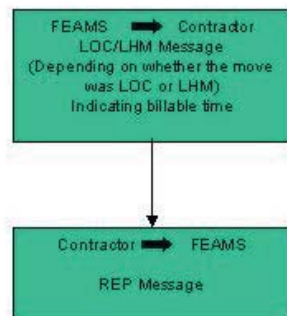 FEAMS Contractor
LOC/LHM Message
(Depending on whether the move
was LOC or LHM)
Indicating billable time
Contractor FEAMS
REP Message